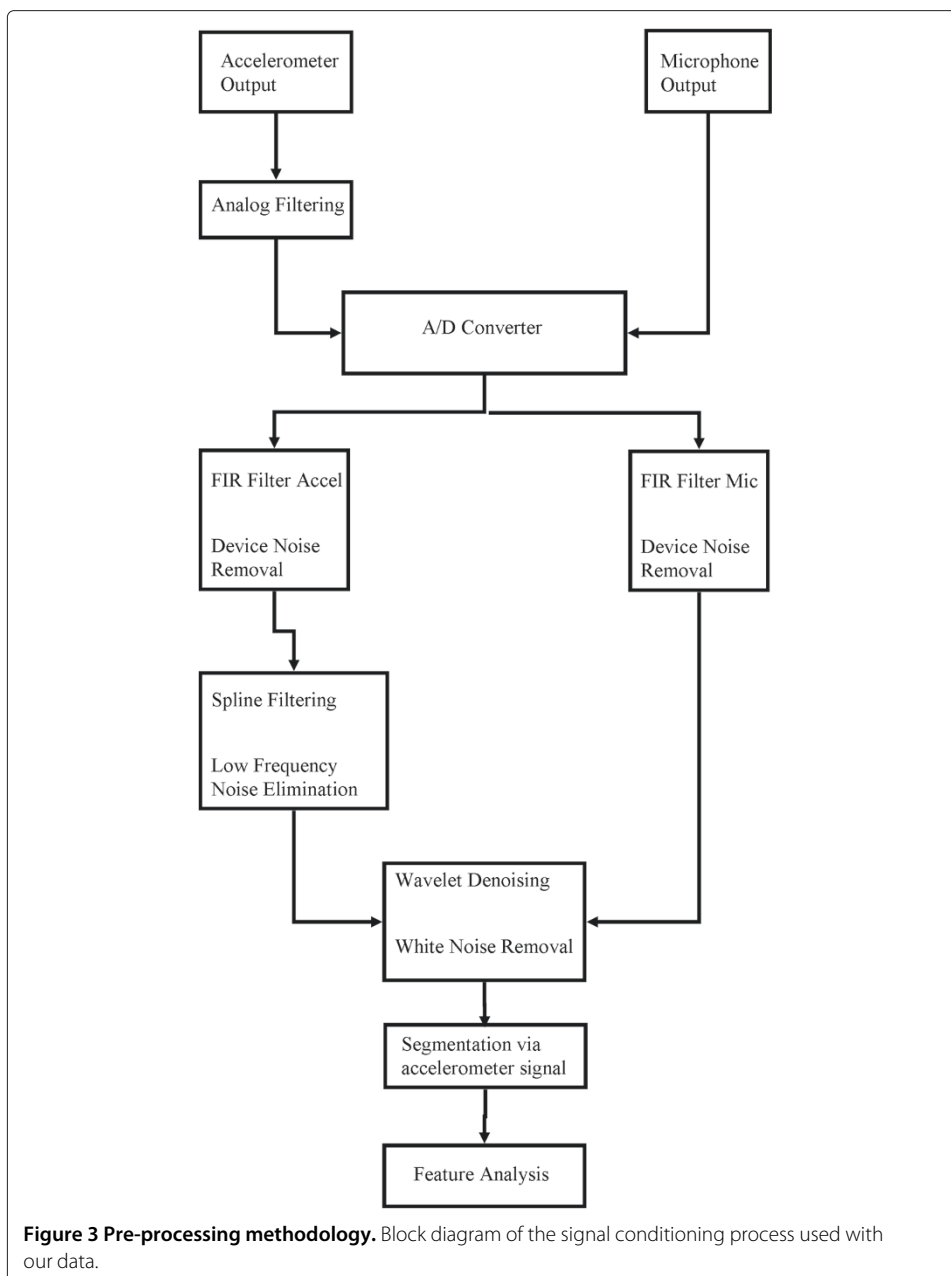 Accelerometer
Output
Microphone
Output
Analog Filtering
A/D Converter
FIR Filter Accel
Device Noise
Removal
FIR Filter Mic
Device Noise
Removal
Spline Filtering
Low Frequency
Noise Elimination
Wavelet Denoising
White Noise Removal
Segmentation via
accelerometer signal
Feature Analysis
Figure 3 Pre-processing methodology. Block diagram of the signal conditioning process used with
our data.